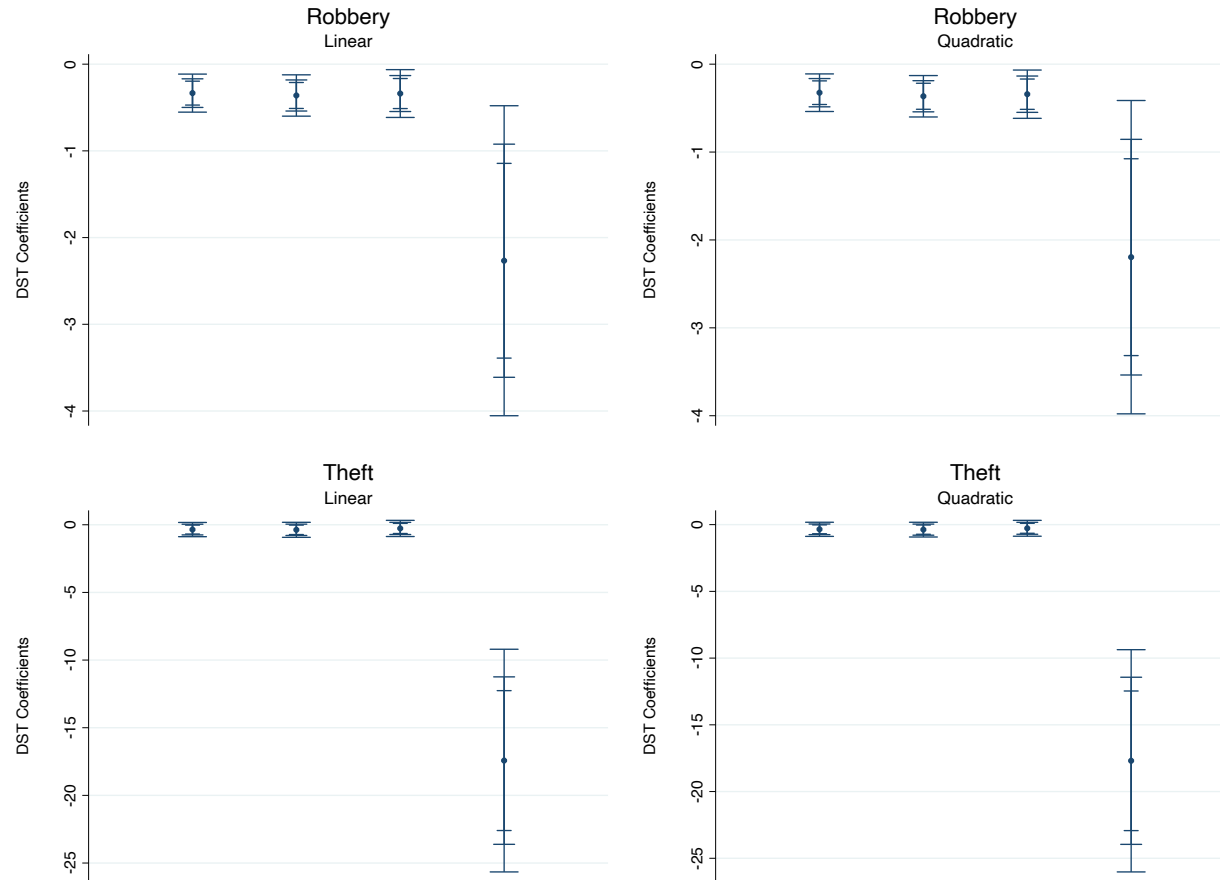 Robbery
Linear
DST Coefficients
0
-1
-2
-3
-4
Robbery
Quadratic
DST Coefficients
0
-1
-2
-3
-4
Theft
Linear
DST Coefficients
0
-5
-10
-15
-20
-25
Theft
Quadratic
DST Coefficients
0
-5
-10
-15
-20
-25